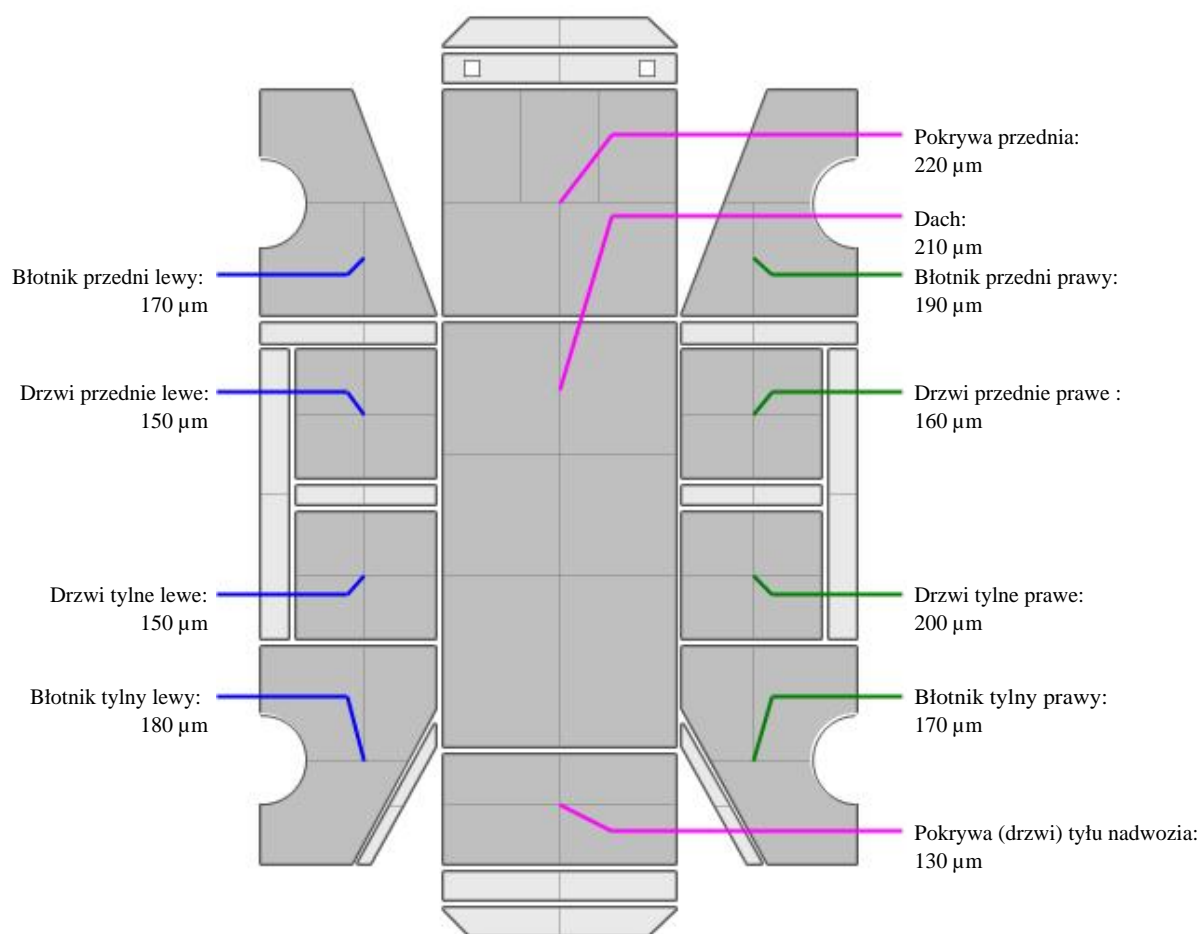 Pokrywa przednia:
220 µm
Dach:
210 µm
Błotnik przedni lewy:
170 µm
Błotnik przedni prawy:
190 µm
Drzwi przednie lewe:
150 µm
Drzwi przednie prawe :
160 µm
Drzwi tylne lewe:
150 µm
Drzwi tylne prawe:
200 µm
Błotnik tylny lewy:
180 µm
Błotnik tylny prawy:
170 µm
Pokrywa (drzwi) tyłu nadwozia:
130 µm